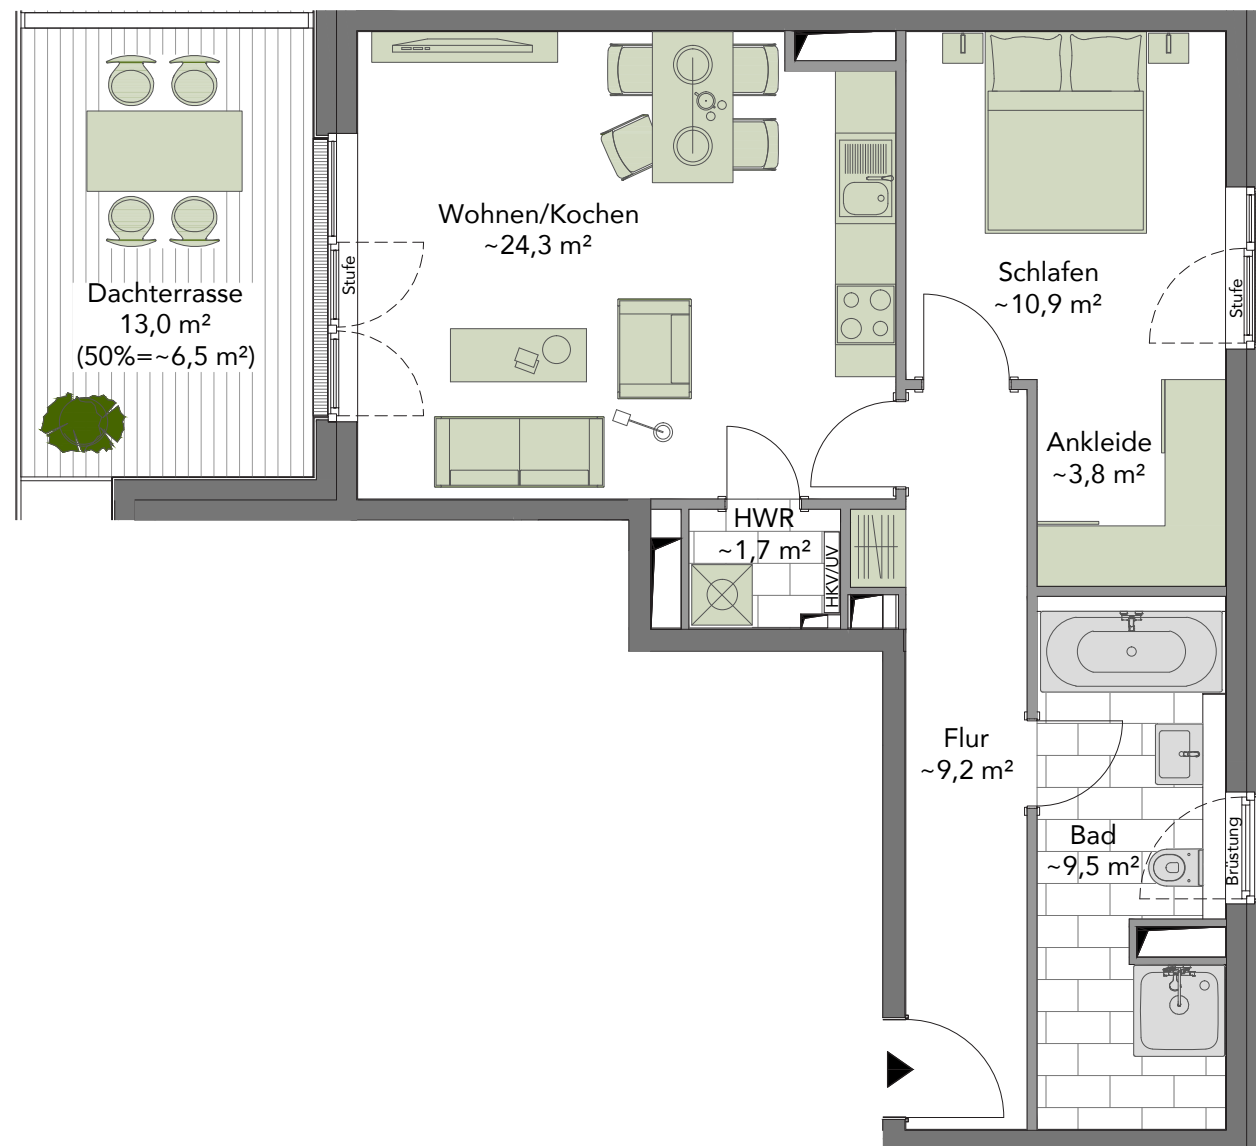 Wohnen/Kochen
~24,3 m²
Stufe
Dachterrasse
13,0 m²
(50%=~6,5 m²)
Schlafen
~10,9 m²
Stufe
Ankleide
~3,8 m²
HWR
~1,7 m²
HKV/UV
Flur
~9,2 m²
Bad
~9,5 m²
Brüstung